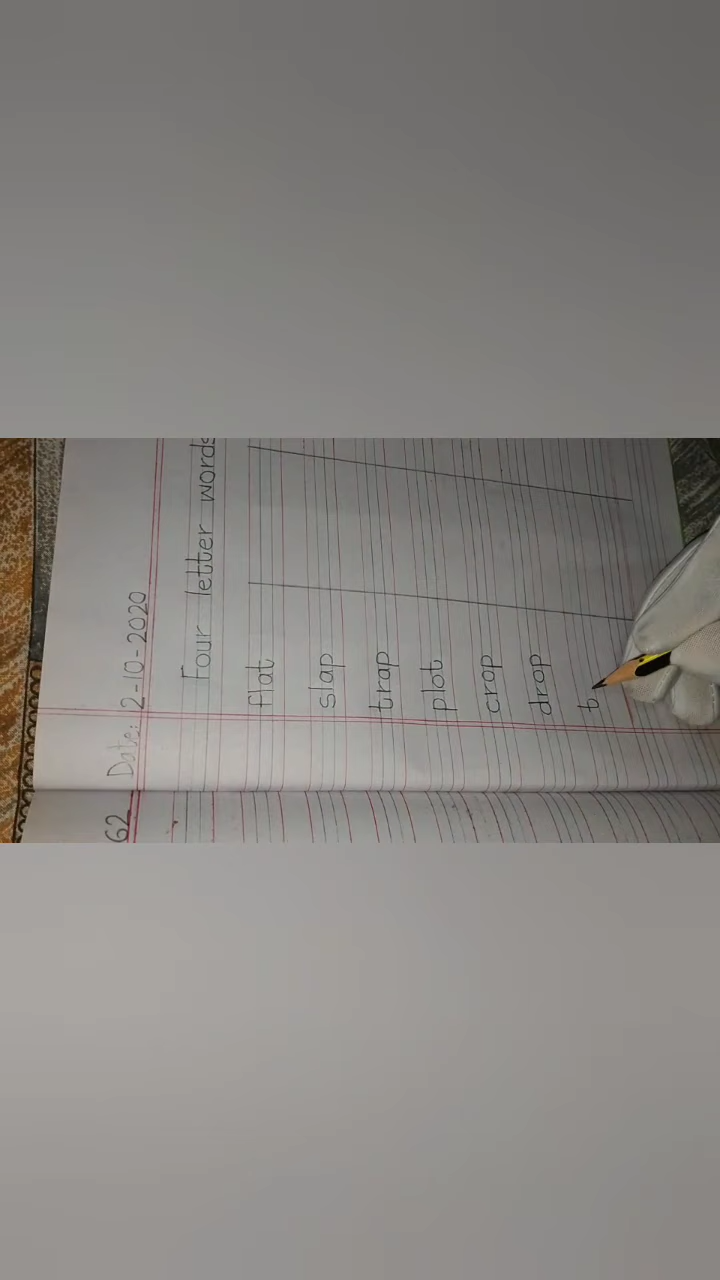 62
Date: 2-10-2020
Four letter words
flat
slap
trap
plot
crop
drop
b